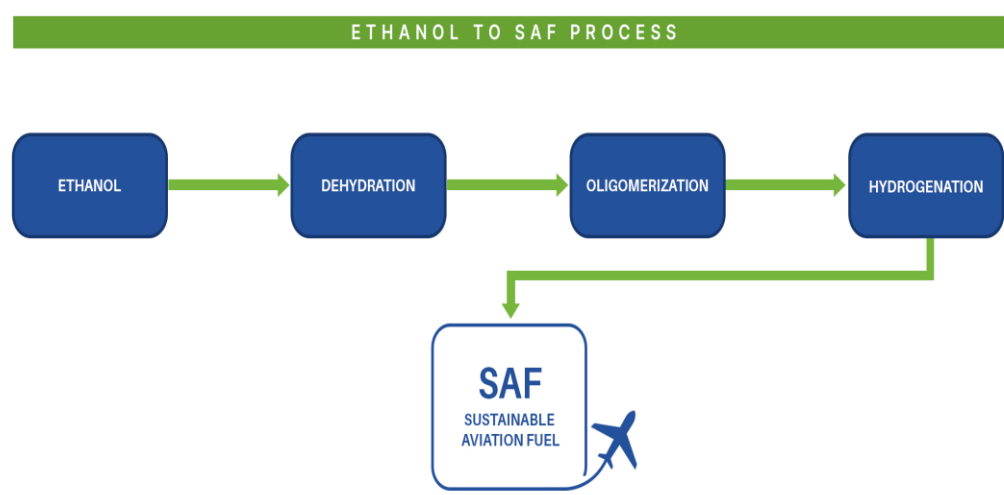 ETHANOL TO SAF PROCESS
ETHANOL
DEHYDRATION
OLIGOMERIZATION
HYDROGENATION
SAF
SUSTAINABLE
AVIATION FUEL